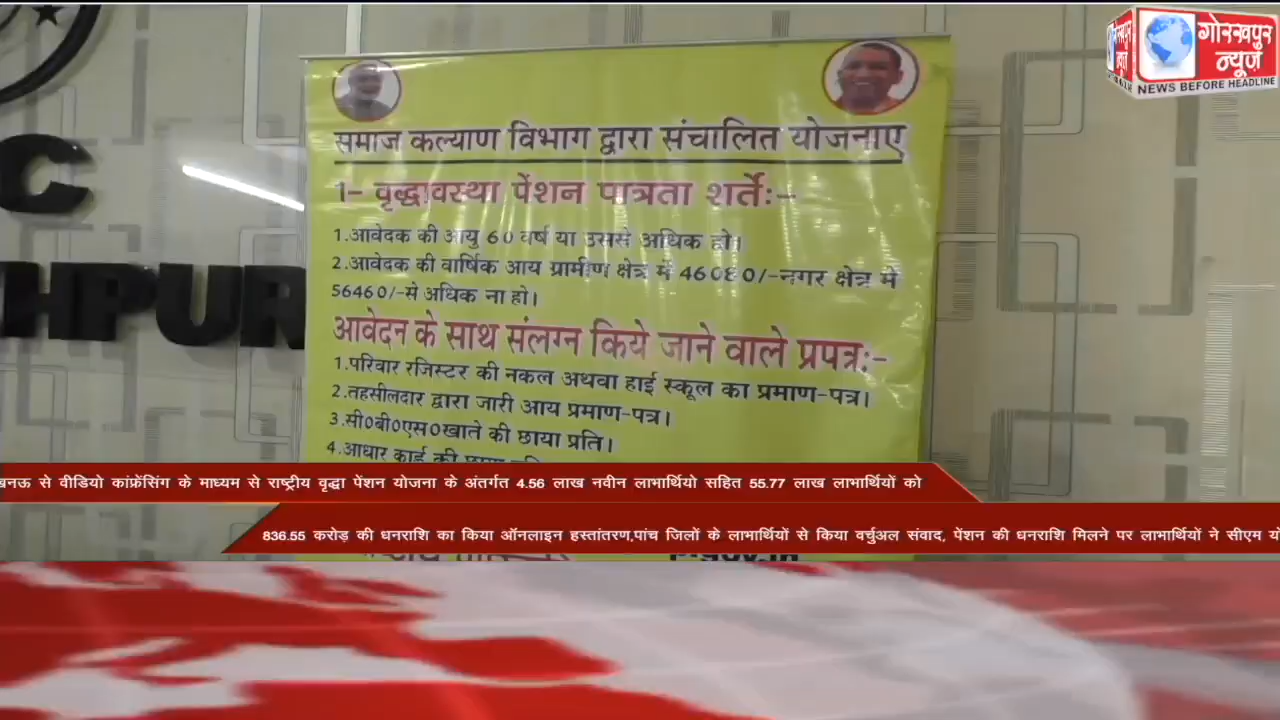 गोरखपुर
न्यूज़
NEWS BEFORE HEADLINE
C
HPUR
समाज कल्याण विभाग द्वारा संचालित योजनाए
1- वृद्धावस्था पेंशन पात्रता शर्ते:-
1.आवेदक की आयु 60 वर्ष या उससे अधिक हो।
2.आवेदक की वार्षिक आय ग्रामीण क्षेत्र में 46080/-नगर क्षेत्र मे
56460/-से अधिक ना हो।
आवेदन के साथ संलग्न किये जाने वाले प्रपत्र:-
1.परिवार रजिस्टर की नकल अथवा हाई स्कूल का प्रमाण-पत्र।
2.तहसीलदार द्वारा जारी आय प्रमाण-पत्र।
3.सी0बी0एस0खाते की छाया प्रति।
4.आधार कार्ड की
से वीडियो कांफ्रेंसिंग के माध्यम से राष्ट्रीय वृद्धा पेंशन योजना के अंतर्गत 4.56 लाख नवीन लाभार्थियो सहित 55.77 लाख लाभार्थियों को
836.55 करोड़ की धनराशि का किया ऑनलाइन हस्तांतरण,पांच जिलों के लाभार्थियों से किया वर्चुअल संवाद, पेंशन की धनराशि मिलने पर लाभार्थियों ने सीएम